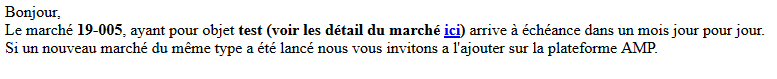 Bonjour,
Le marché 19-005, ayant pour objet test (voir les détail du marché ici) arrive à échéance dans un mois jour pour jour.
Si un nouveau marché du même type a été lancé nous vous invitons a l'ajouter sur la plateforme AMP.